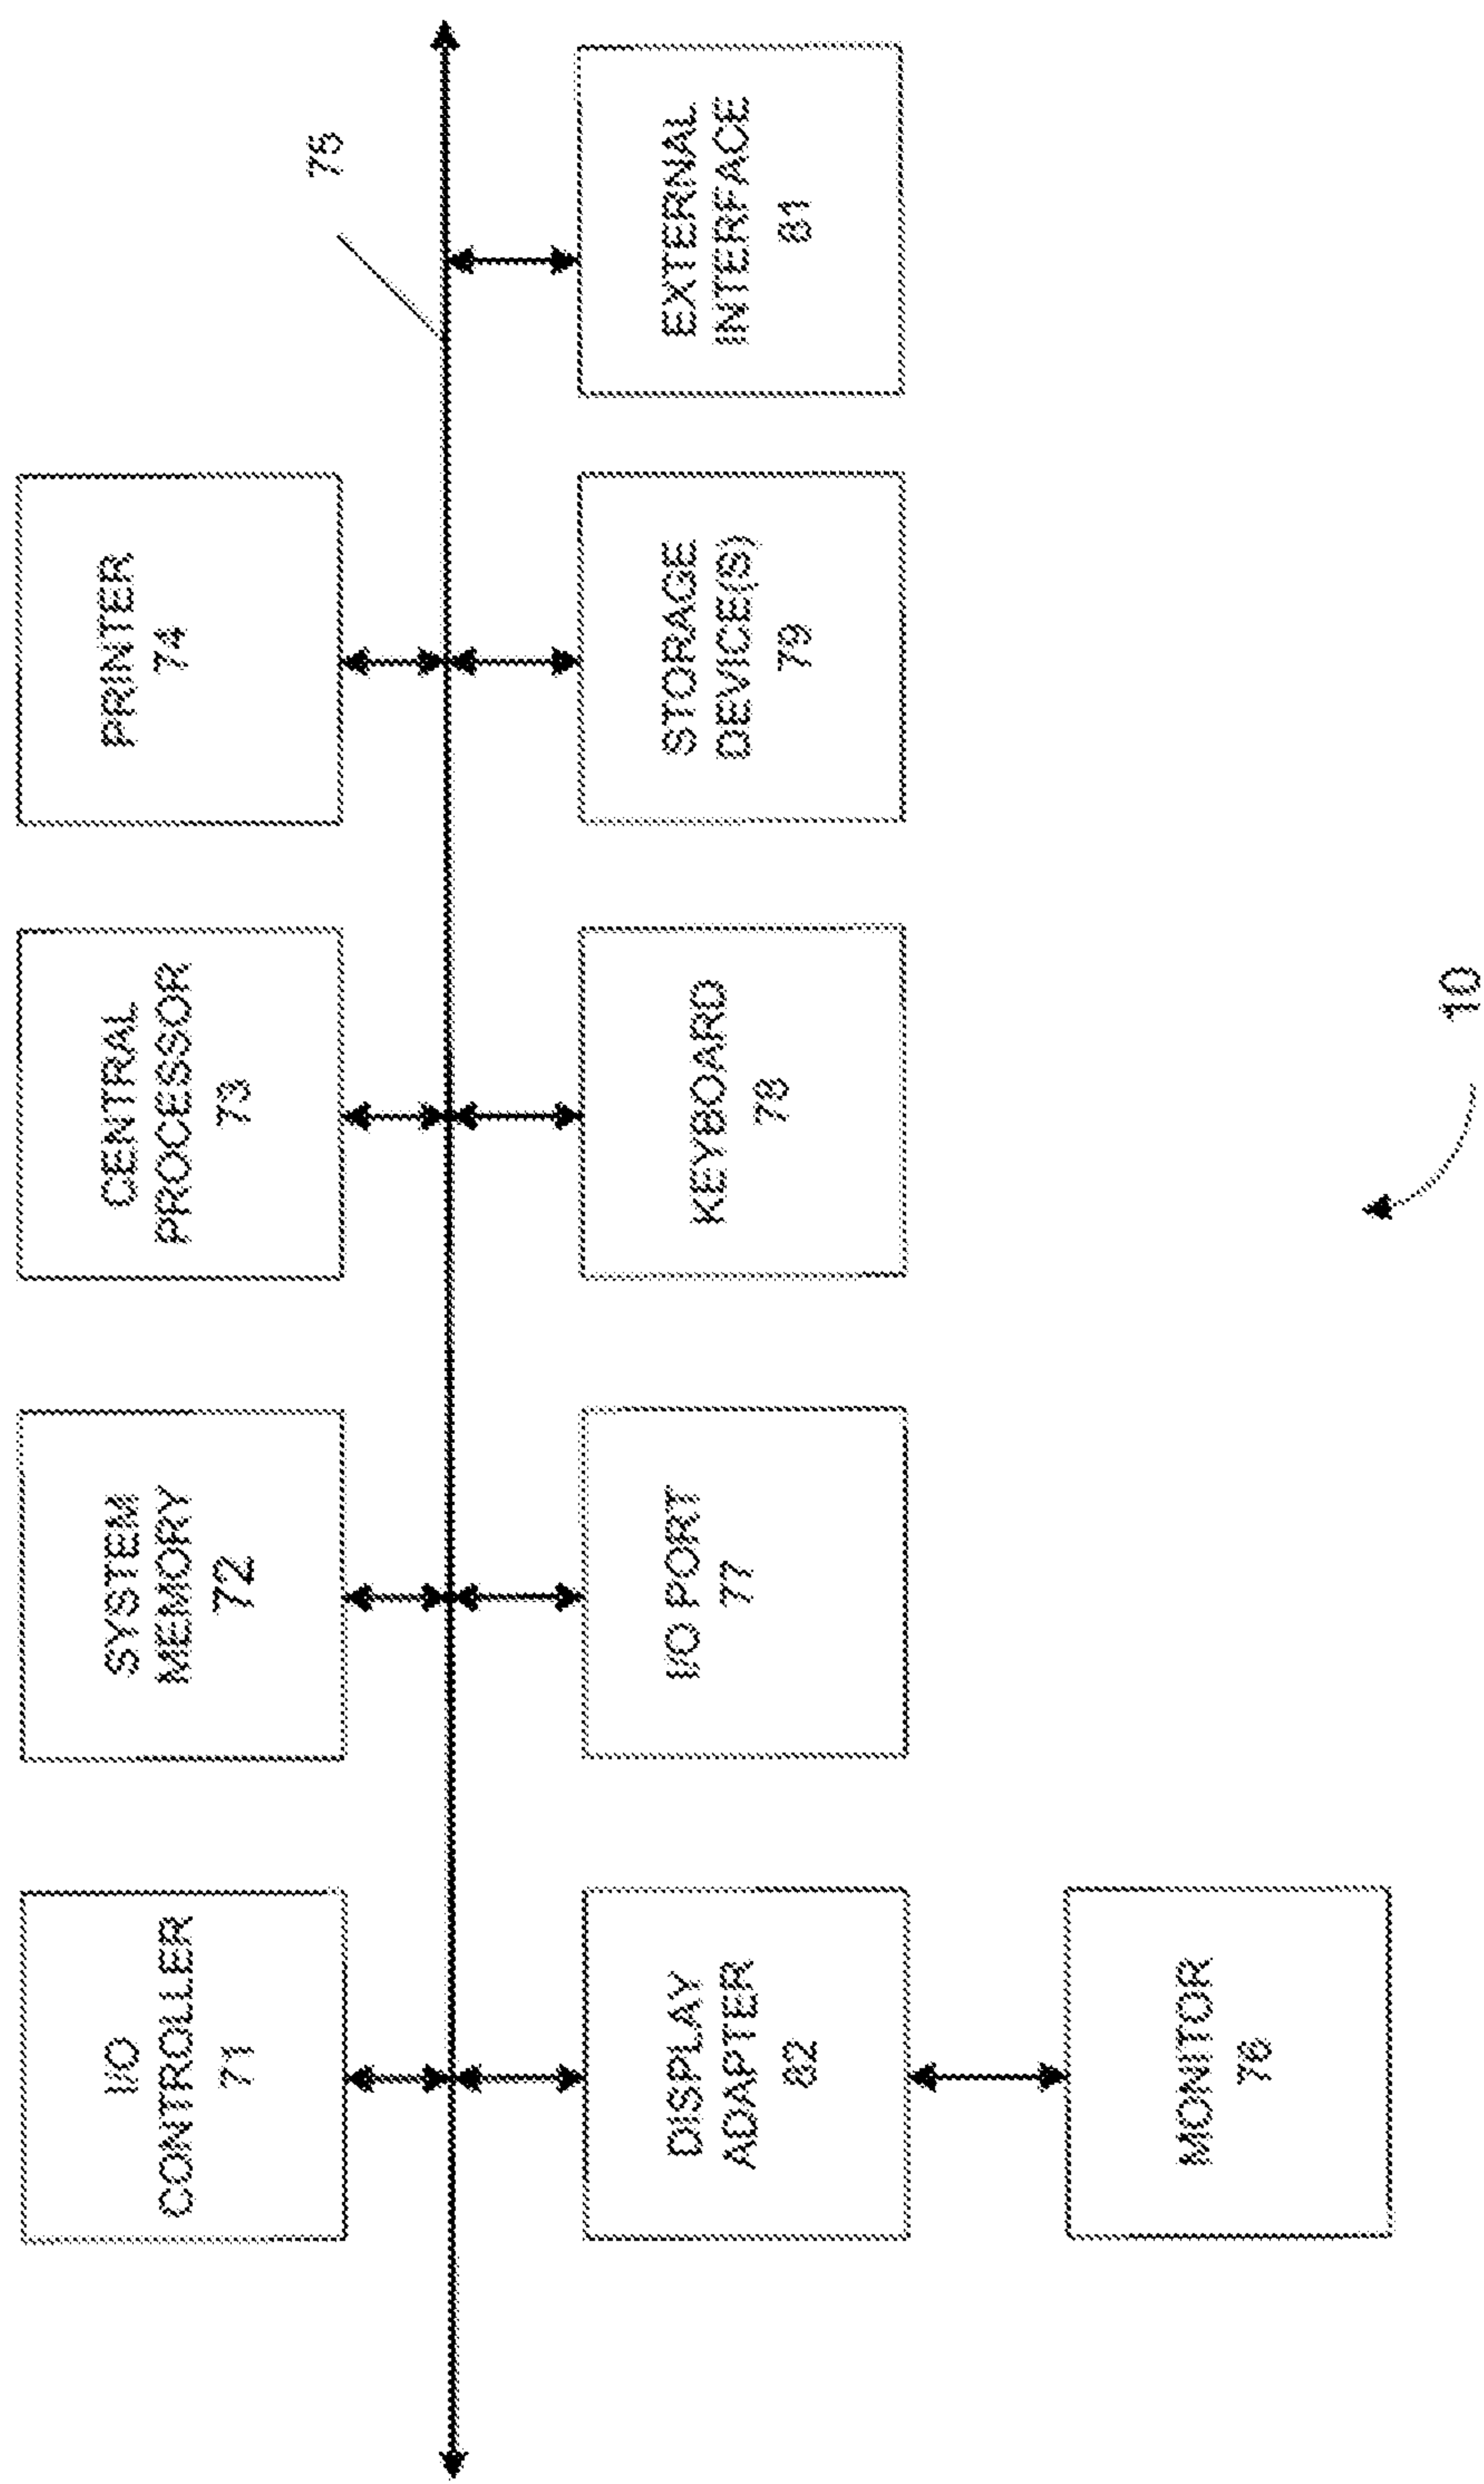 I/O
CONTROLLER
71
SYSTEM
MEMORY
72
CENTRAL
PROCESSOR
73
PRINTER
74
75
DISPLAY
ADAPTER
82
I/O PORT
77
KEYBOARD
78
STORAGE
DEVICE(S)
79
EXTERNAL
INTERFACE
81
MONITOR
76
10